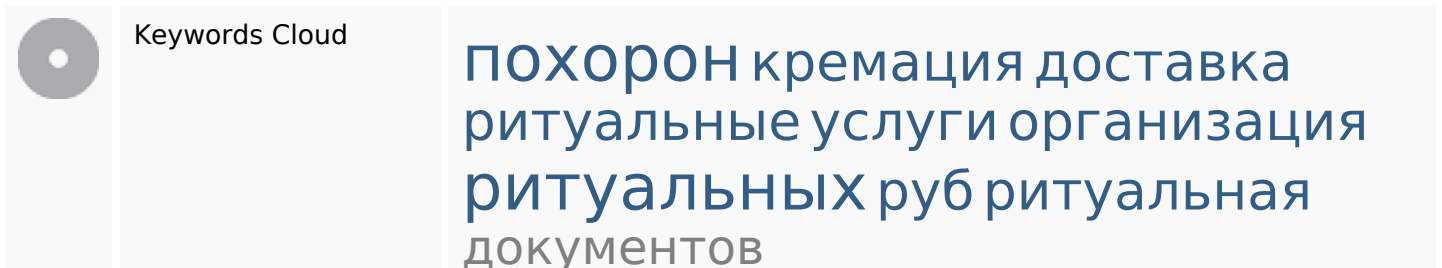 Keywords Cloud
похорон кремация доставка
ритуальные услуги организация
ритуальных руб ритуальная
документов